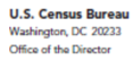 U.S. Census Bureau
Washington, DC 20233
Office of the Director